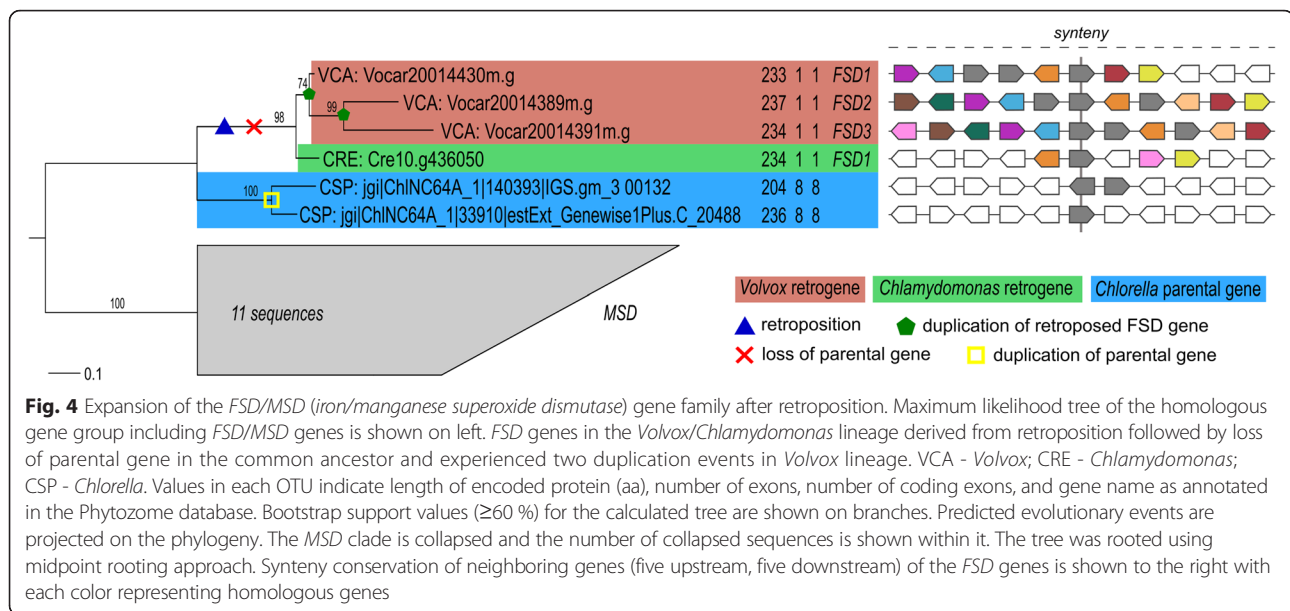 synteny
74
VCA: Vocar20014430m.g 233 1 1 FSD1
99
VCA: Vocar20014389m.g 237 1 1 FSD2
98
VCA: Vocar20014391m.g 234 1 1 FSD3
CRE: Cre10.g436050 234 1 1 FSD1
100
CSP: jgi|ChlNC64A_1|140393|IGS.gm_3 00132 204 8 8
CSP: jgi|ChlNC64A_1|33910|estExt_Genewise1Plus.C_20488 236 8 8
100
11 sequences
MSD
0.1
Volvox retrogene
Chlamydomonas retrogene
Chlorella parental gene
retroposition
duplication of retroposed FSD gene
loss of parental gene
duplication of parental gene
Fig. 4 Expansion of the FSD/MSD (iron/manganese superoxide dismutase) gene family after retroposition. Maximum likelihood tree of the homologous
gene group including FSD/MSD genes is shown on left. FSD genes in the Volvox/Chlamydomonas lineage derived from retroposition followed by loss
of parental gene in the common ancestor and experienced two duplication events in Volvox lineage. VCA - Volvox; CRE - Chlamydomonas;
CSP - Chlorella. Values in each OTU indicate length of encoded protein (aa), number of exons, number of coding exons, and gene name as annotated
in the Phytozome database. Bootstrap support values (≥60 %) for the calculated tree are shown on branches. Predicted evolutionary events are
projected on the phylogeny. The MSD clade is collapsed and the number of collapsed sequences is shown within it. The tree was rooted using
midpoint rooting approach. Synteny conservation of neighboring genes (five upstream, five downstream) of the FSD genes is shown to the right with
each color representing homologous genes